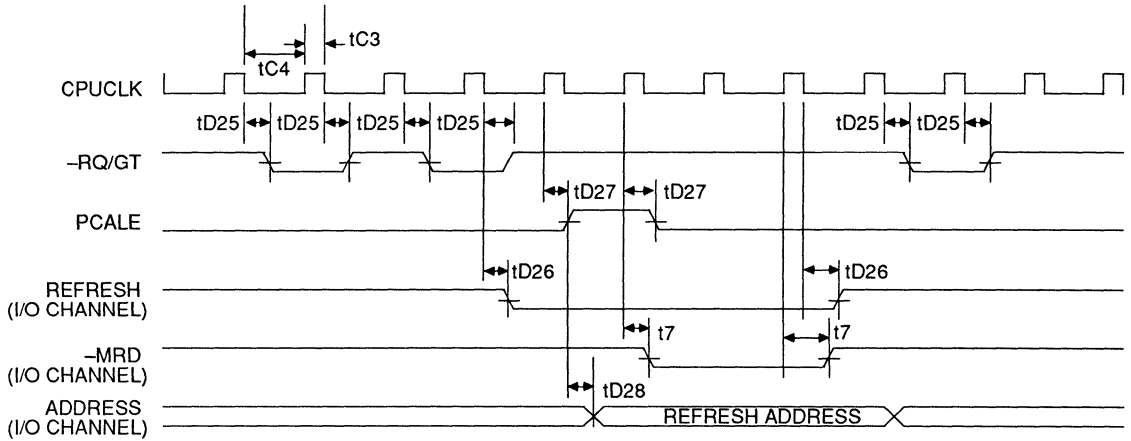 tC3
tC4
CPUCLK
tD25 tD25 tD25 tD25 tD25 tD25
–RQ/GT
tD27 tD27
PCALE
tD26 tD26
REFRESH
(I/O CHANNEL)
t7 t7
–MRD
(I/O CHANNEL)
tD28
ADDRESS
(I/O CHANNEL)
REFRESH ADDRESS